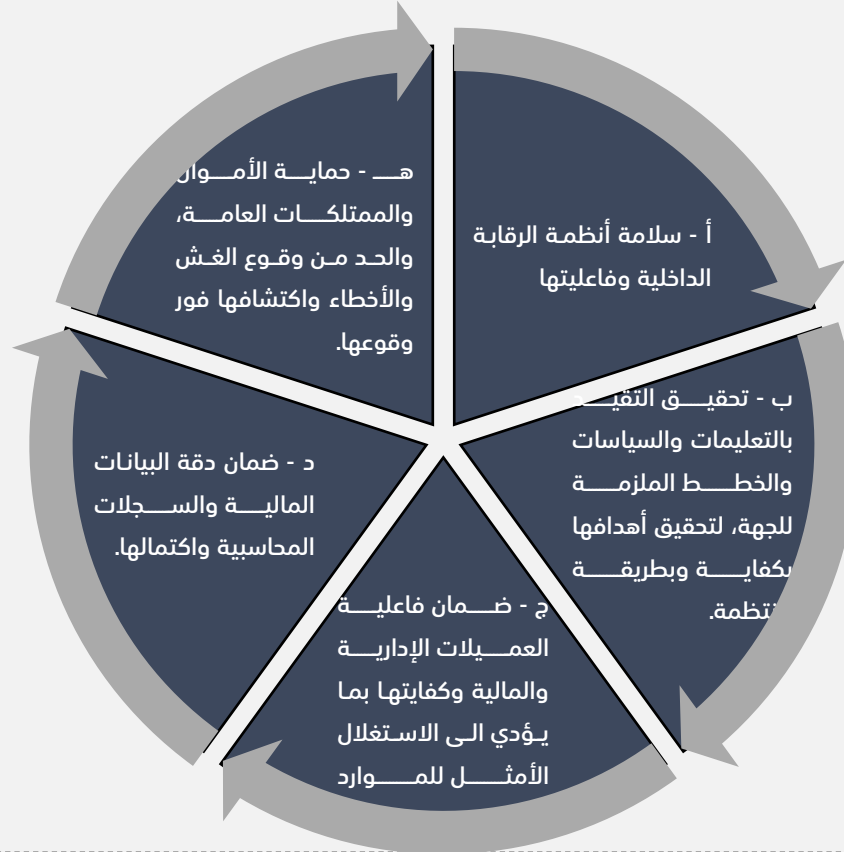 أ - سلامة أنظمة الرقابة
الداخلية وفاعليتها
ب - تحقيق التقيد
بالتعليمات والسياسات
والخطط الملزمة
للجهة، لتحقيق أهدافها
بكفاية وبطريقة
منتظمة.
ج - ضمان فاعلية
العمىلات الإدارية
والمالية وكفايتها بما
يؤدي الى الاستغلال
الأمثل للموارد
د - ضمان دقة البيانات
المالية والسجلات
المحاسبية واكتمالها.
هـ - حماية الأموال
والممتلكات العامة،
والحد من وقوع الغش
والأخطاء واكتشافها فور
وقوعها.